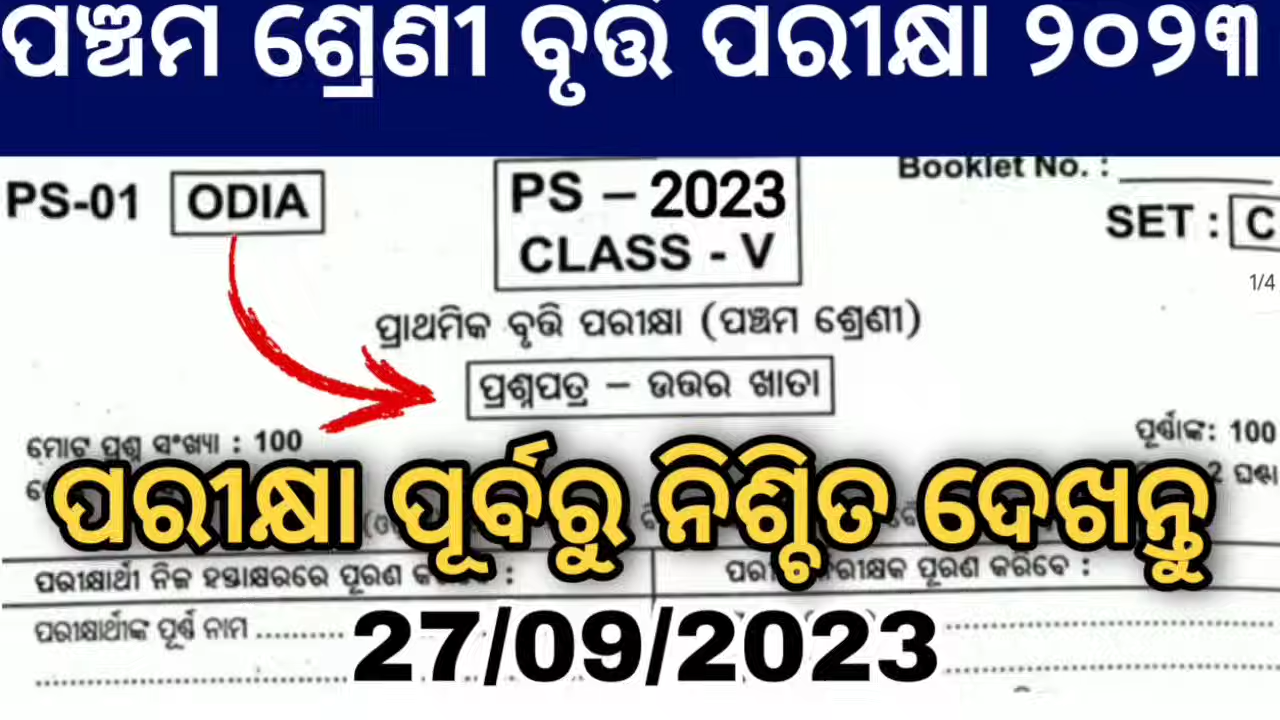 ପଞ୍ଚମ ଶ୍ରେଣୀ ବୃତ୍ତି ପରୀକ୍ଷା ୨୦୨୩
Booklet No. :
PS-01 ODIA PS – 2023 SET : C
CLASS - V
1/4
ପ୍ରାଥମିକ ବୃତ୍ତି ପରୀକ୍ଷା (ପଞ୍ଚମ ଶ୍ରେଣୀ)
ପ୍ରଶ୍ନପତ୍ର – ଉତ୍ତର ଖାତା
ମୋଟ ପ୍ରଶ୍ନ ସଂଖ୍ୟା : 100 ପୂର୍ଣ୍ଣାଙ୍କ: 100
2 ଘଣ୍ଟା
ପରୀକ୍ଷା ପୂର୍ବରୁ ନିଶ୍ଚିତ ଦେଖନ୍ତୁ
ପରୀକ୍ଷାର୍ଥୀ ନିଜ ହସ୍ତାକ୍ଷରରେ ପୂରଣ : ପୂରଣ କରିବେ :
ପରୀକ୍ଷାର୍ଥୀଙ୍କ ପୂର୍ଣ୍ଣ ନାମ ..........
27/09/2023